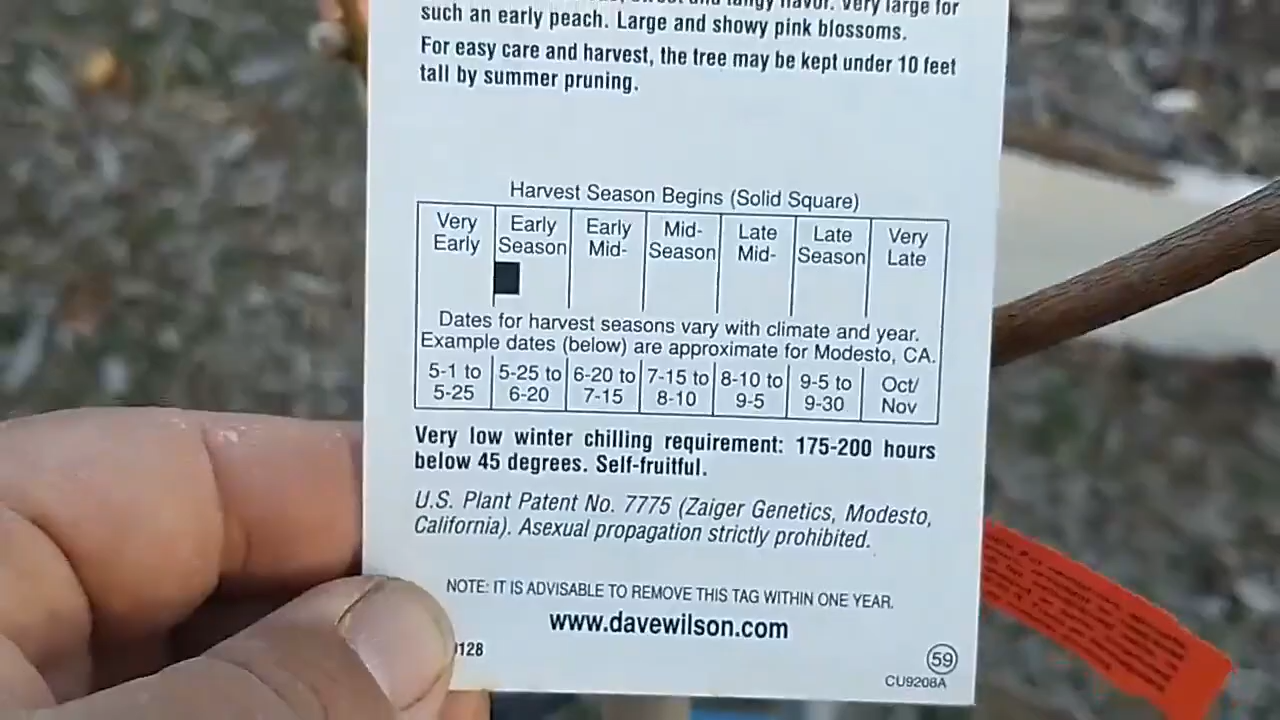 and tangy flavor. Very large for
such an early peach. Large and showy pink blossoms.
For easy care and harvest, the tree may be kept under 10 feet
tall by summer pruning.
Harvest Season Begins (Solid Square)
Very Early
Early Season
Early Mid-
Mid- Season
Late Mid-
Late Season
Very Late
Dates for harvest seasons vary with climate and year.
Example dates (below) are approximate for Modesto, CA.
5-1 to 5-25
5-25 to 6-20
6-20 to 7-15
7-15 to 8-10
8-10 to 9-5
9-5 to 9-30
Oct/ Nov
Very low winter chilling requirement: 175-200 hours
below 45 degrees. Self-fruitful.
U.S. Plant Patent No. 7775 (Zaiger Genetics, Modesto,
California). Asexual propagation strictly prohibited.
NOTE: IT IS ADVISABLE TO REMOVE THIS TAG WITHIN ONE YEAR.
www.davewilson.com
128
59
CU9208A